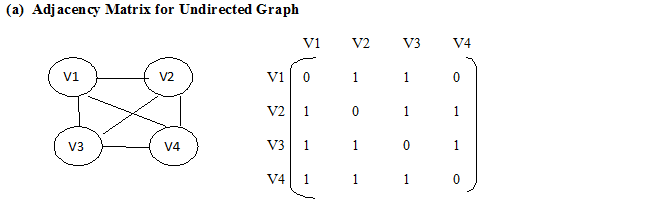 (a) Adjacency Matrix for Undirected Graph
V1 V2 V3 V4
V1 V2 V1 0 1 1 0
V2 1 0 1 1
V3 V4 V3 1 1 0 1
V4 1 1 1 0